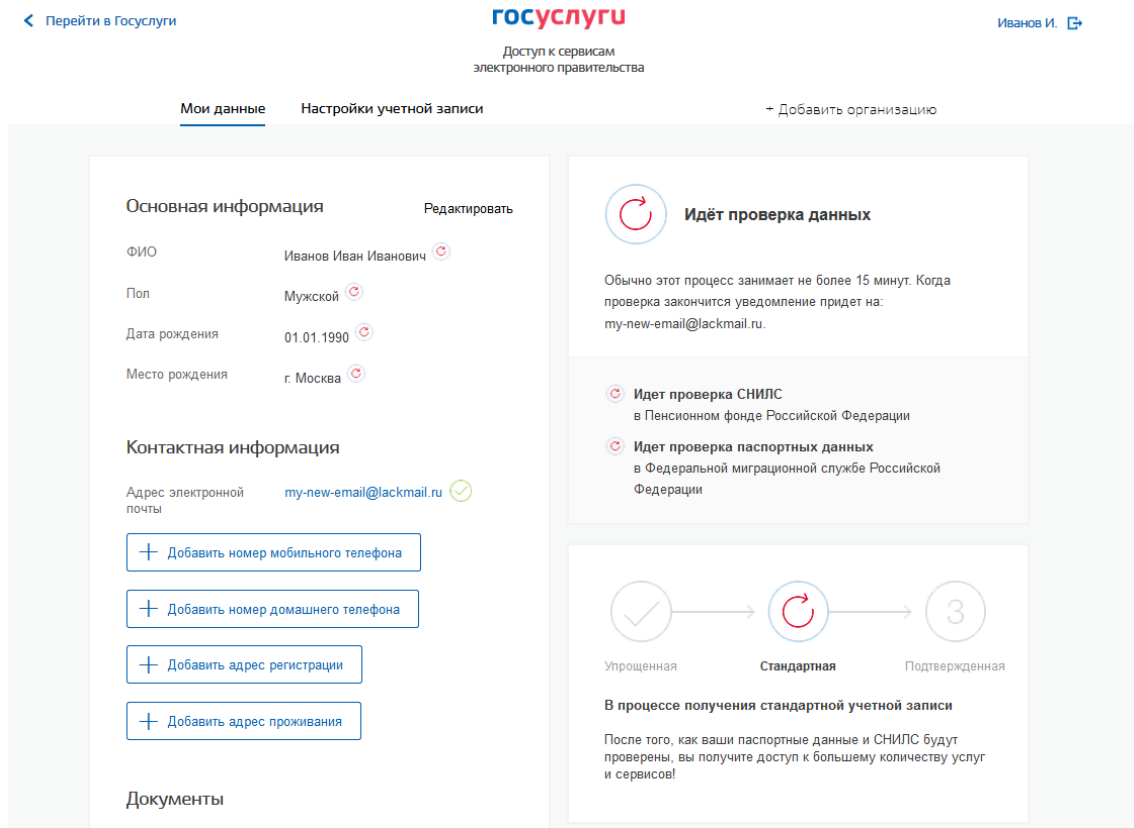 Перейти в Госуслуги
госуслуги
Иванов И.
Доступ к сервисам
электронного правительства
Мои данные
Настройки учетной записи
+ Добавить организацию
Основная информация
Редактировать
ФИО
Иванов Иван Иванович
Пол
Мужской
Дата рождения
01.01.1990
Место рождения
г. Москва
Контактная информация
Адрес электронной
почты
my-new-email@lackmail.ru
Добавить номер мобильного телефона
Добавить номер домашнего телефона
Добавить адрес регистрации
Добавить адрес проживания
Документы
Идёт проверка данных
Обычно этот процесс занимает не более 15 минут. Когда
проверка закончится уведомление придет на:
my-new-email@lackmail.ru.
Идет проверка СНИЛС
в Пенсионном фонде Российской Федерации
Идет проверка паспортных данных
в Федеральной миграционной службе Российской
Федерации
3
Упрощенная
Стандартная
Подтвержденная
В процессе получения стандартной учетной записи
После того, как ваши паспортные данные и СНИЛС будут
проверены, вы получите доступ к большему количеству услуг
и сервисов!